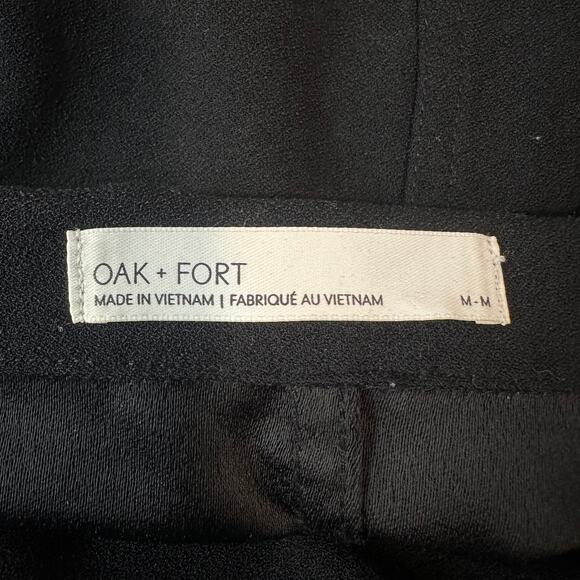 OAK + FORT
MADE IN VIETNAM | FABRIQUÉ AU VIETNAM M-M